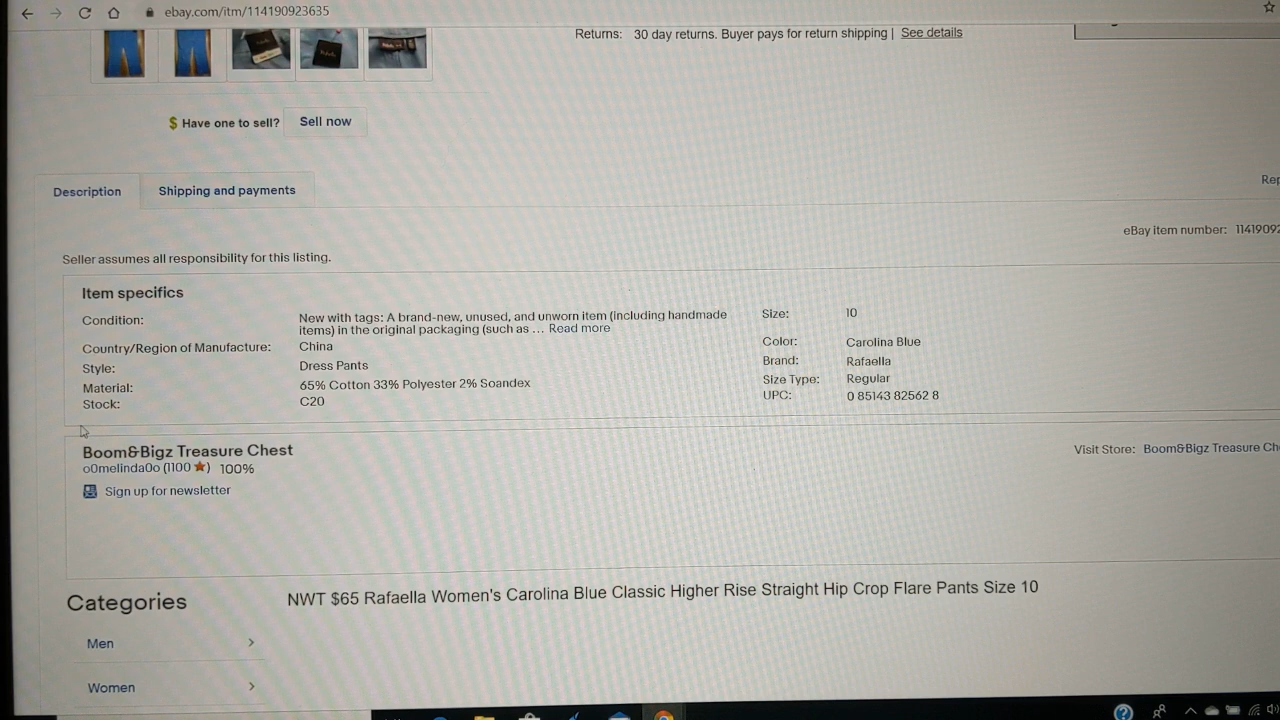 ebay.com/itm/114190923635
Returns: 30 day returns. Buyer pays for return shipping | See details
$ Have one to sell? Sell now
Description Shipping and payments
eBay item number: 1141909
Seller assumes all responsibility for this listing.
Item specifics
Condition: New with tags: A brand-new, unused, and unworn item (including handmade
items) in the original packaging (such as ... Read more
Size: 10
Country/Region of Manufacture: China
Color: Carolina Blue
Style: Dress Pants
Brand: Rafaella
Material: 65% Cotton 33% Polyester 2% Soandex
Size Type: Regular
Stock: C20
UPC: 0 85143 82562 8
Boom&Bigz Treasure Chest
o0melinda0o (1100 ) 100%
Visit Store: Boom&Bigz Treasure Ch
Sign up for newsletter
Categories
NWT $65 Rafaella Women's Carolina Blue Classic Higher Rise Straight Hip Crop Flare Pants Size 10
Men
Women